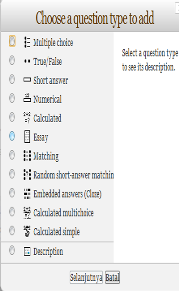 Choose a question type to add
Multiple choice
True/False
Short answer
Numerical
Calculated
Essay
Matching
Random short-answer matchin
Embedded answers (Cloze)
Calculated multichoice
Calculated simple
Description
Select a question type
to see its description.
Selanjutnya Batal